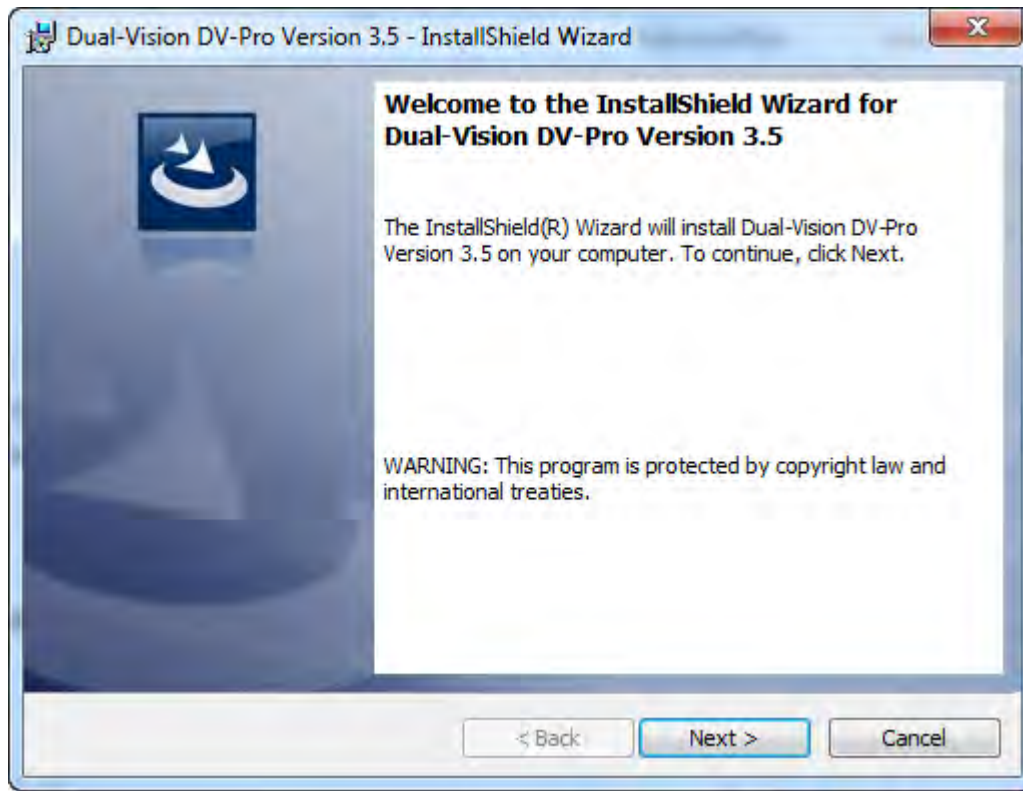 Dual-Vision DV-Pro Version 3.5 - InstallShield Wizard
Welcome to the InstallShield Wizard for
Dual-Vision DV-Pro Version 3.5
The InstallShield(R) Wizard will install Dual-Vision DV-Pro
Version 3.5 on your computer. To continue, click Next.
WARNING: This program is protected by copyright law and
international treaties.
< Back Next > Cancel